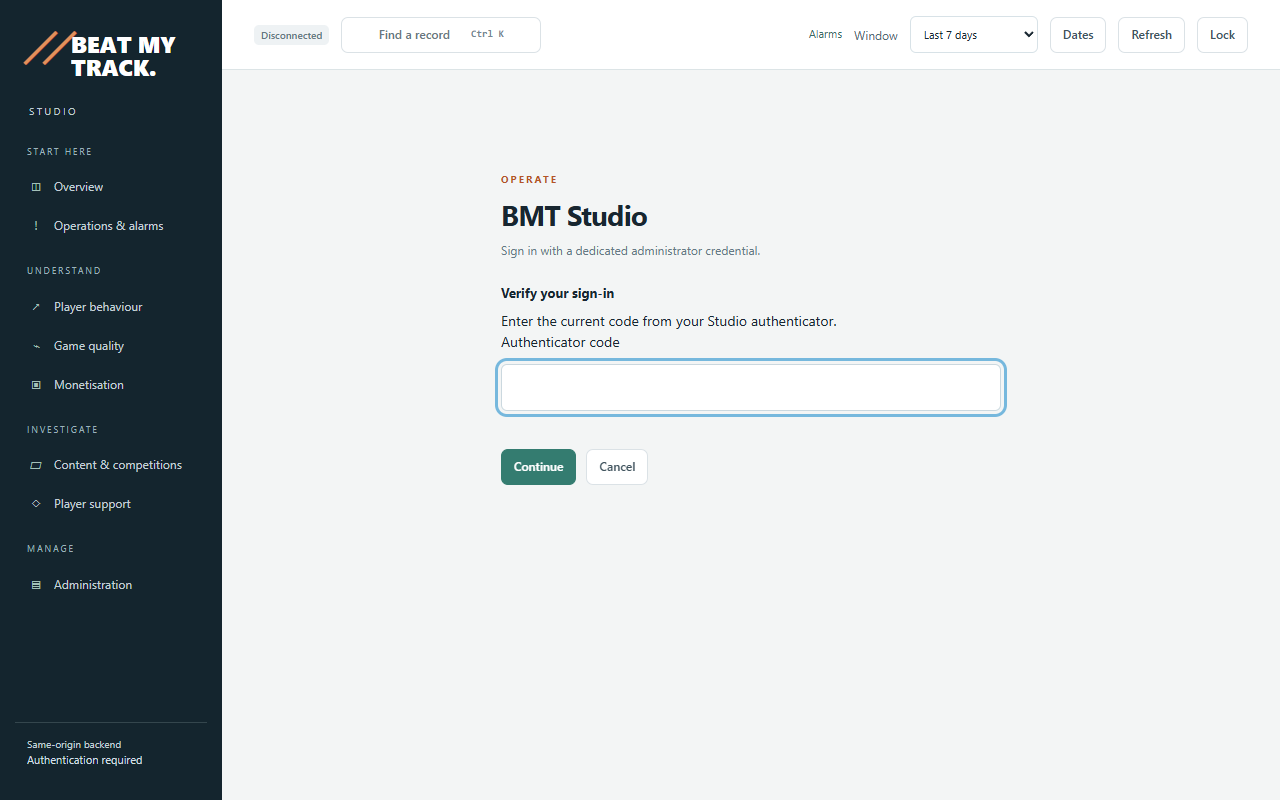 BEAT MY
TRACK.
STUDIO
START HERE
Overview
! Operations & alarms
UNDERSTAND
Player behaviour
Game quality
Monetisation
INVESTIGATE
Content & competitions
Player support
MANAGE
Administration
Same-origin backend
Authentication required
Disconnected
Find a record Ctrl K
Alarms
Window
Last 7 days
Dates
Refresh
Lock
OPERATE
BMT Studio
Sign in with a dedicated administrator credential.
Verify your sign-in
Enter the current code from your Studio authenticator.
Authenticator code
Continue
Cancel